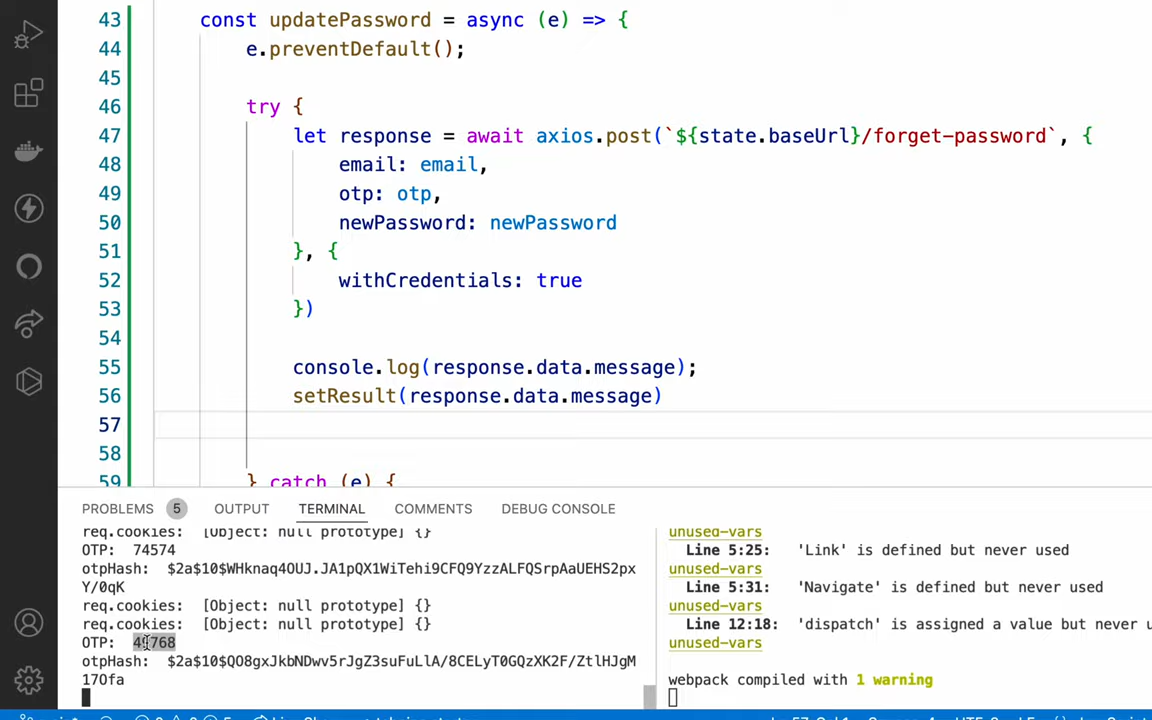 43 const updatePassword = async (e) => {
44 e.preventDefault();
45
46 try {
47 let response = await axios.post(`${state.baseUrl}/forget-password`, {
48 email: email,
49 otp: otp,
50 newPassword: newPassword
51 }, {
52 withCredentials: true
53 })
54
55 console.log(response.data.message);
56 setResult(response.data.message)
57
58
59 } catch (e) {
PROBLEMS 5 OUTPUT TERMINAL COMMENTS DEBUG CONSOLE
req.cookies: [Object: null prototype] {}
OTP: 74574
otpHash: $2a$10$WHknaq4OUJ.JA1pQX1WiTehi9CFQ9YzzALFQSrpAaUEHS2px
Y/0qK
req.cookies: [Object: null prototype] {}
req.cookies: [Object: null prototype] {}
OTP:
otpHash: $2a$10$QO8gxJkbNDwv5rJgZ3suFuLlA/8CELyT0GQzXK2F/ZtlHJgM
17Ofa
unused-vars
Line 5:25: 'Link' is defined but never used
unused-vars
Line 5:31: 'Navigate' is defined but never used
unused-vars
Line 12:18: 'dispatch' is assigned a value but never u
unused-vars
webpack compiled with 1 warning